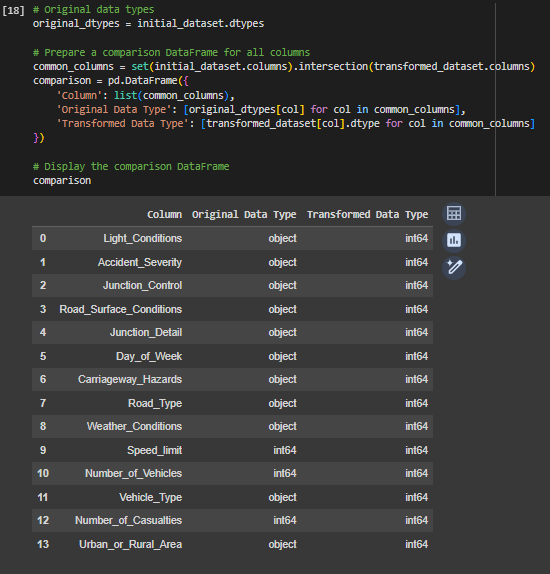 [18] # Original data types
original_dtypes = initial_dataset.dtypes
# Prepare a comparison DataFrame for all columns
common_columns = set(initial_dataset.columns).intersection(transformed_dataset.columns)
comparison = pd.DataFrame({
    'Column': list(common_columns),
    'Original Data Type': [original_dtypes[col] for col in common_columns],
    'Transformed Data Type': [transformed_dataset[col].dtype for col in common_columns]
})
# Display the comparison DataFrame
comparison
Column Original Data Type Transformed Data Type
0 Light_Conditions object int64
1 Accident_Severity object int64
2 Junction_Control object int64
3 Road_Surface_Conditions object int64
4 Junction_Detail object int64
5 Day_of_Week object int64
6 Carriageway_Hazards object int64
7 Road_Type object int64
8 Weather_Conditions object int64
9 Speed_limit int64 int64
10 Number_of_Vehicles int64 int64
11 Vehicle_Type object int64
12 Number_of_Casualties int64 int64
13 Urban_or_Rural_Area object int64